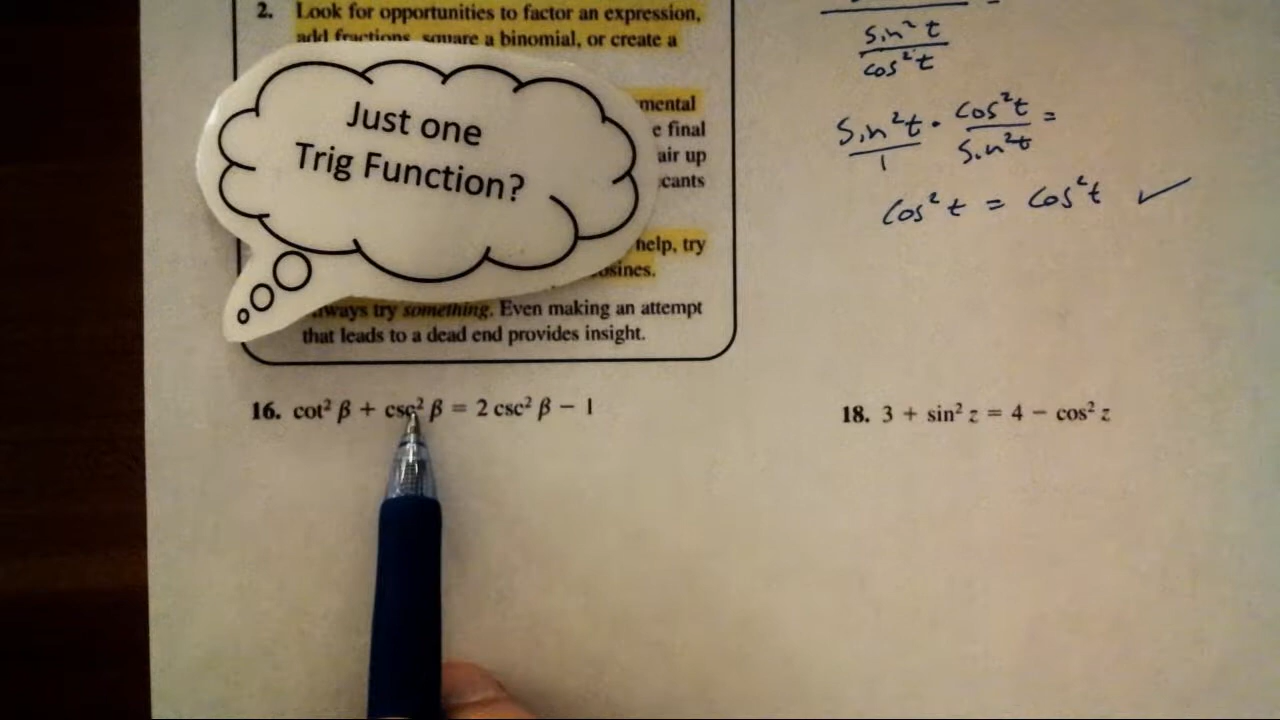 2. Look for opportunities to factor an expression,
add fractions, square a binomial, or create a
Just one
Trig Function?
mental
e final
air up
cants
help, try
osines.
ways try something. Even making an attempt
that leads to a dead end provides insight.
16. cot² β + csc² β = 2 csc² β − 1
sin²t
cos²t
sin²t/1 · cos²t/sin²t =
cos²t = cos²t ✓
18. 3 + sin² z = 4 − cos² z